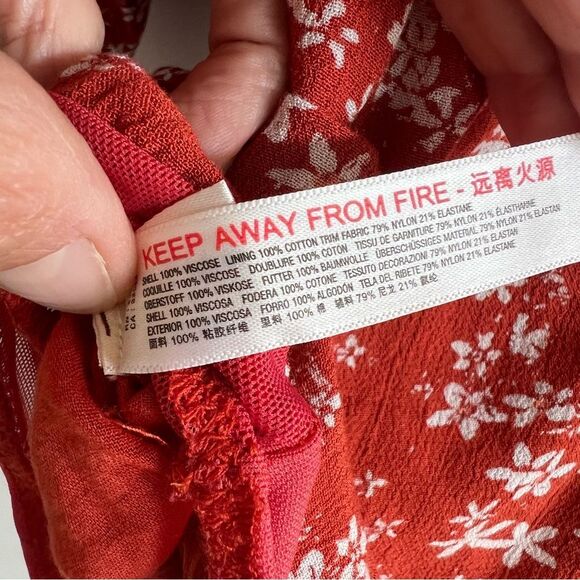 KEEP AWAY FROM FIRE - 远离火源
SHELL 100% VISCOSE LINING 100% COTTON TRIM FABRIC 79% NYLON 21% ELASTANE
COQUILLE 100% VISCOSE DOUBLURE 100% COTON TISSU DE GARNITURE 79% NYLON 21% ELASTHANNE
OBERSTOFF 100% VISKOSE FUTTER 100% BAUMWOLLE ÜBERSCHÜSSIGES MATERIAL 79% NYLON 21% ELASTAN
SHELL 100% VISCOSA FODERA 100% COTONE TESSUTO DECORAZIONI 79% NYLON 21% ELASTAN
EXTERIOR 100% VISCOSA FORRO 100% ALGODÓN TELA DEL RIBETE 79% NYLON 21% ELASTANE
面料 100% 粘胶纤维 里料 100% 棉 衬料 79% 尼龙 21% 氨纶